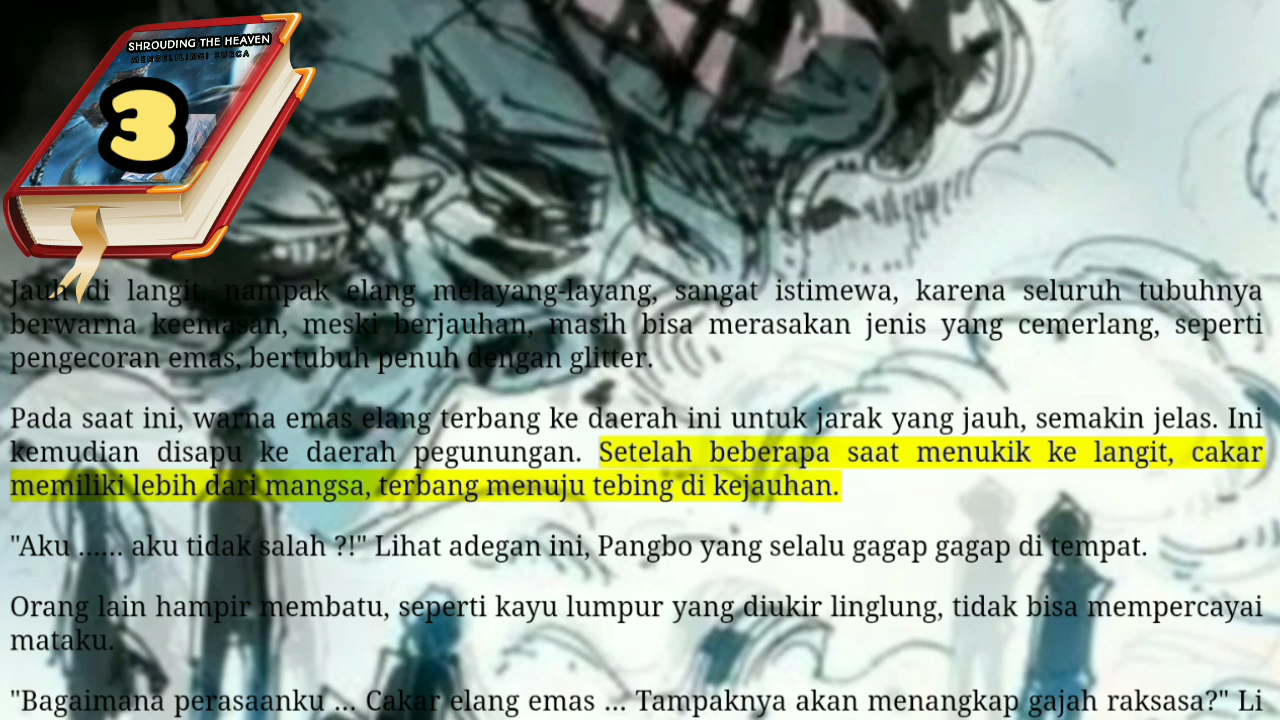 SHROUDING THE HEAVEN
MENGELILINGI SURGA
3
Jauh di langit, nampak elang melayang-layang, sangat istimewa, karena seluruh tubuhnya
berwarna keemasan, meski berjauhan, masih bisa merasakan jenis yang cemerlang, seperti
pengecoran emas, bertubuh penuh dengan glitter.
Pada saat ini, warna emas elang terbang ke daerah ini untuk jarak yang jauh, semakin jelas. Ini
kemudian disapu ke daerah pegunungan. Setelah beberapa saat menukik ke langit, cakar
memiliki lebih dari mangsa, terbang menuju tebing di kejauhan.
"Aku ...... aku tidak salah ?!" Lihat adegan ini, Pangbo yang selalu gagap gagap di tempat.
Orang lain hampir membatu, seperti kayu lumpur yang diukir linglung, tidak bisa mempercayai
mataku.
"Bagaimana perasaanku ... Cakar elang emas ... Tampaknya akan menangkap gajah raksasa?" Li